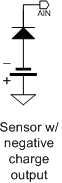 AIN
–
Sensor w/
negative
charge
output